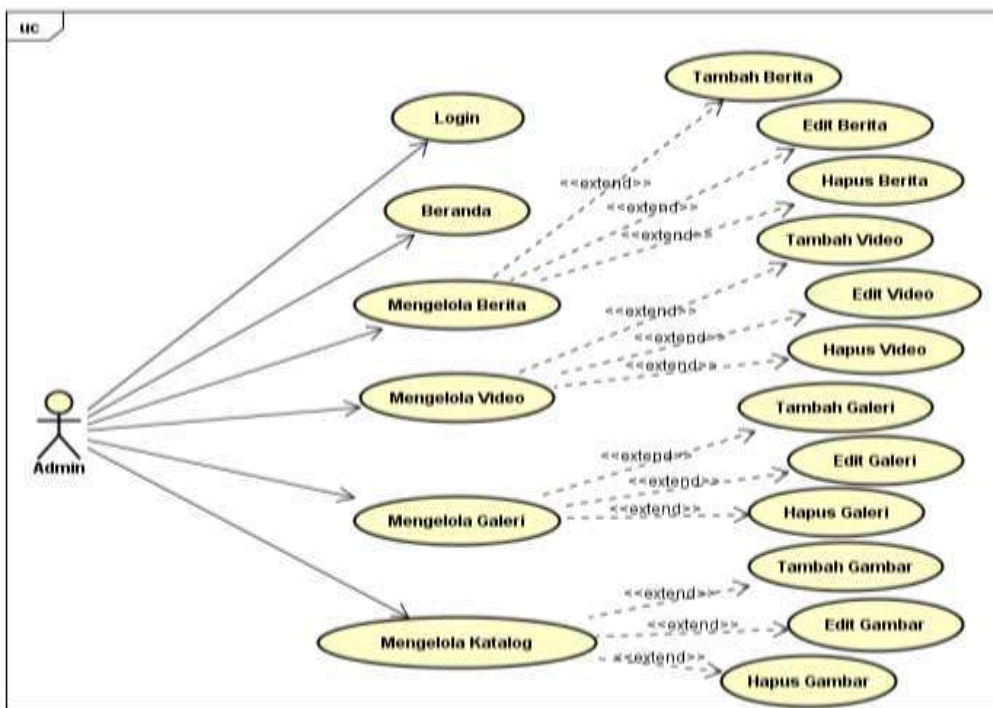 uc
Tambah Berita
Login
Edit Berita
<<extend>>
Hapus Berita
Beranda
<<extend>>
<<extend>>
Tambah Video
Mengelola Berita
Edit Video
<<extend>>
<<extend>>
Hapus Video
<<extend>>
Mengelola Video
Tambah Galeri
Admin
<<extend>>
Edit Galeri
<<extend>>
<<extend>>
Hapus Galeri
Mengelola Galeri
Tambah Gambar
<<extend>>
Edit Gambar
<<extend>>
Mengelola Katalog
<<extend>>
Hapus Gambar